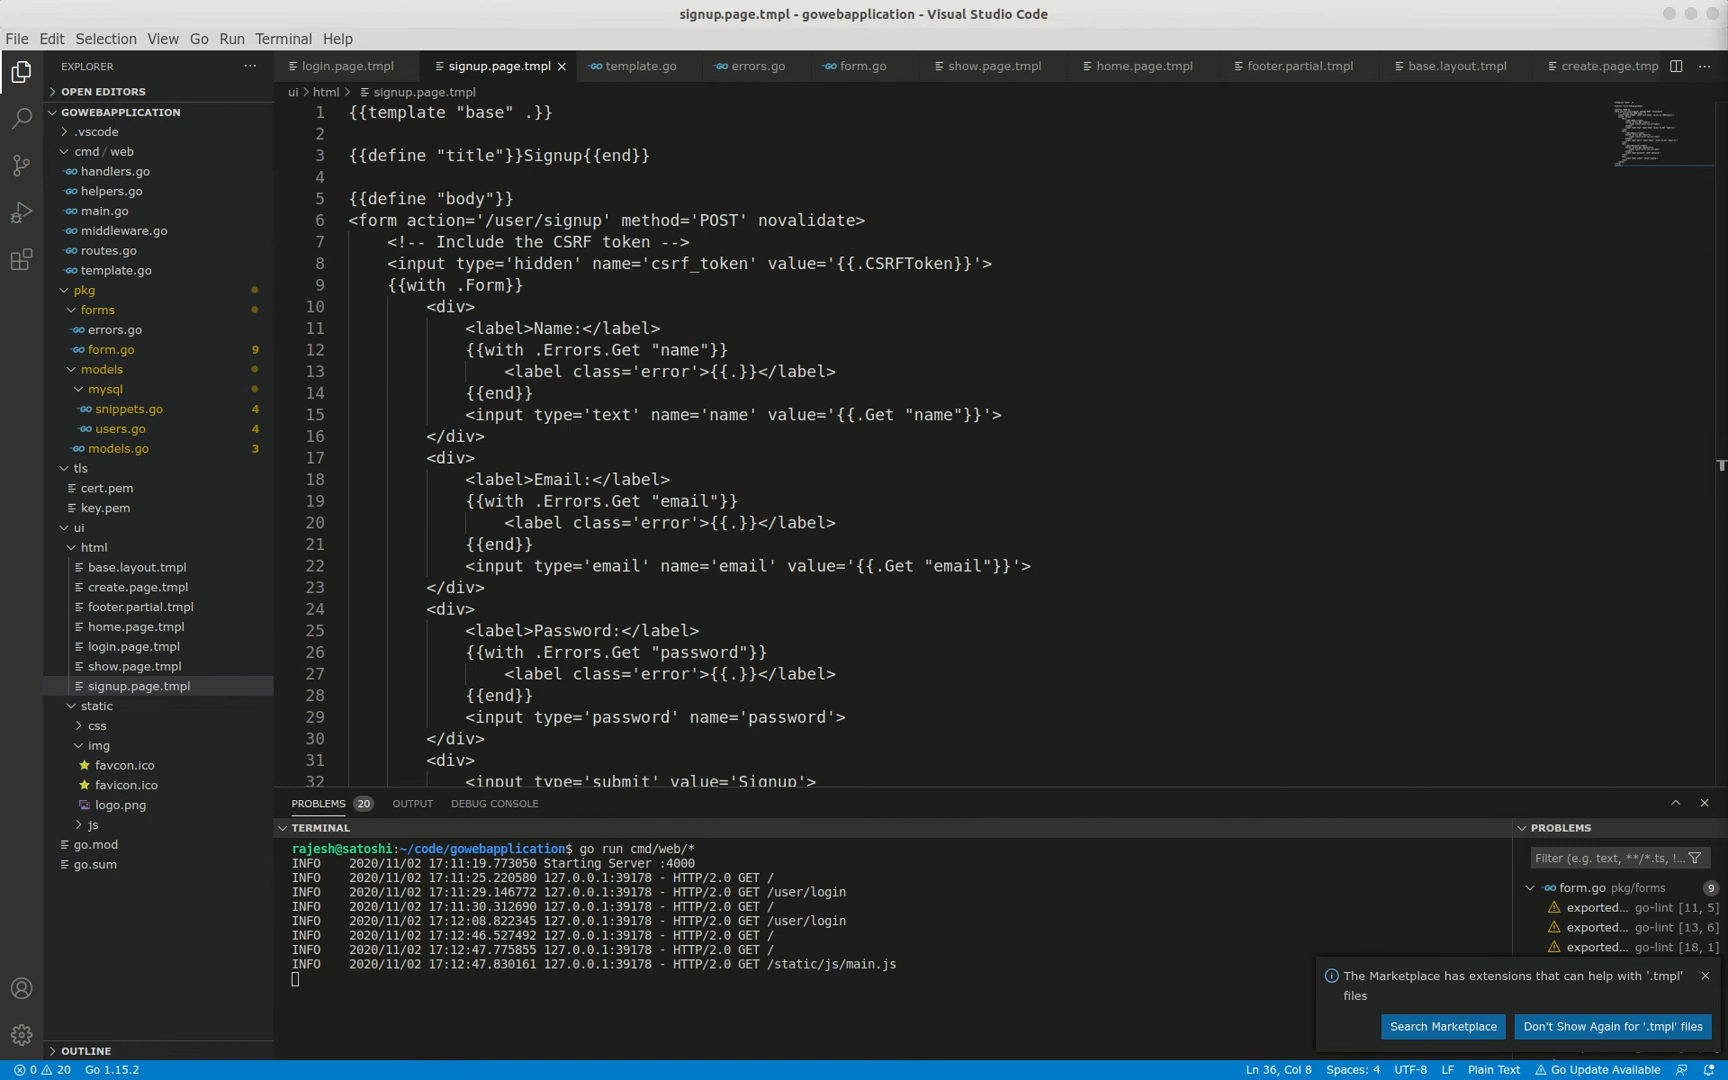 signup.page.tmpl - gowebapplication - Visual Studio Code
File Edit Selection View Go Run Terminal Help
EXPLORER
OPEN EDITORS
GOWEBAPPLICATION
.vscode
cmd / web
handlers.go
helpers.go
main.go
middleware.go
routes.go
template.go
pkg
forms
errors.go
form.go 9
models
mysql
snippets.go 4
users.go 4
models.go 3
tls
cert.pem
key.pem
ui
html
base.layout.tmpl
create.page.tmpl
footer.partial.tmpl
home.page.tmpl
login.page.tmpl
show.page.tmpl
signup.page.tmpl
static
css
img
favcon.ico
favicon.ico
logo.png
js
go.mod
go.sum
OUTLINE
login.page.tmpl signup.page.tmpl template.go errors.go form.go show.page.tmpl home.page.tmpl footer.partial.tmpl base.layout.tmpl create.page.tmp
ui > html > signup.page.tmpl
1 {{template "base" .}}
2
3 {{define "title"}}Signup{{end}}
4
5 {{define "body"}}
6 <form action='/user/signup' method='POST' novalidate>
7 <!-- Include the CSRF token -->
8 <input type='hidden' name='csrf_token' value='{{.CSRFToken}}'>
9 {{with .Form}}
10 <div>
11 <label>Name:</label>
12 {{with .Errors.Get "name"}}
13 <label class='error'>{{.}}</label>
14 {{end}}
15 <input type='text' name='name' value='{{.Get "name"}}'>
16 </div>
17 <div>
18 <label>Email:</label>
19 {{with .Errors.Get "email"}}
20 <label class='error'>{{.}}</label>
21 {{end}}
22 <input type='email' name='email' value='{{.Get "email"}}'>
23 </div>
24 <div>
25 <label>Password:</label>
26 {{with .Errors.Get "password"}}
27 <label class='error'>{{.}}</label>
28 {{end}}
29 <input type='password' name='password'>
30 </div>
31 <div>
32 <input type='submit' value='Signup'>
PROBLEMS 20 OUTPUT DEBUG CONSOLE
TERMINAL
rajesh@satoshi:~/code/gowebapplication$ go run cmd/web/*
INFO 2020/11/02 17:11:19.773050 Starting Server :4000
INFO 2020/11/02 17:11:25.220580 127.0.0.1:39178 - HTTP/2.0 GET /
INFO 2020/11/02 17:11:29.146772 127.0.0.1:39178 - HTTP/2.0 GET /user/login
INFO 2020/11/02 17:11:30.312690 127.0.0.1:39178 - HTTP/2.0 GET /
INFO 2020/11/02 17:12:08.822345 127.0.0.1:39178 - HTTP/2.0 GET /user/login
INFO 2020/11/02 17:12:46.527492 127.0.0.1:39178 - HTTP/2.0 GET /
INFO 2020/11/02 17:12:47.775855 127.0.0.1:39178 - HTTP/2.0 GET /
INFO 2020/11/02 17:12:47.830161 127.0.0.1:39178 - HTTP/2.0 GET /static/js/main.js
PROBLEMS
Filter (e.g. text, **/*.ts, !...
form.go pkg/forms 9
exported... go-lint [11, 5]
exported... go-lint [13, 6]
exported... go-lint [18, 1]
The Marketplace has extensions that can help with '.tmpl'
files
Search Marketplace Don't Show Again for '.tmpl' files
0 20 Go 1.15.2 Ln 36, Col 8 Spaces: 4 UTF-8 LF Plain Text Go Update Available